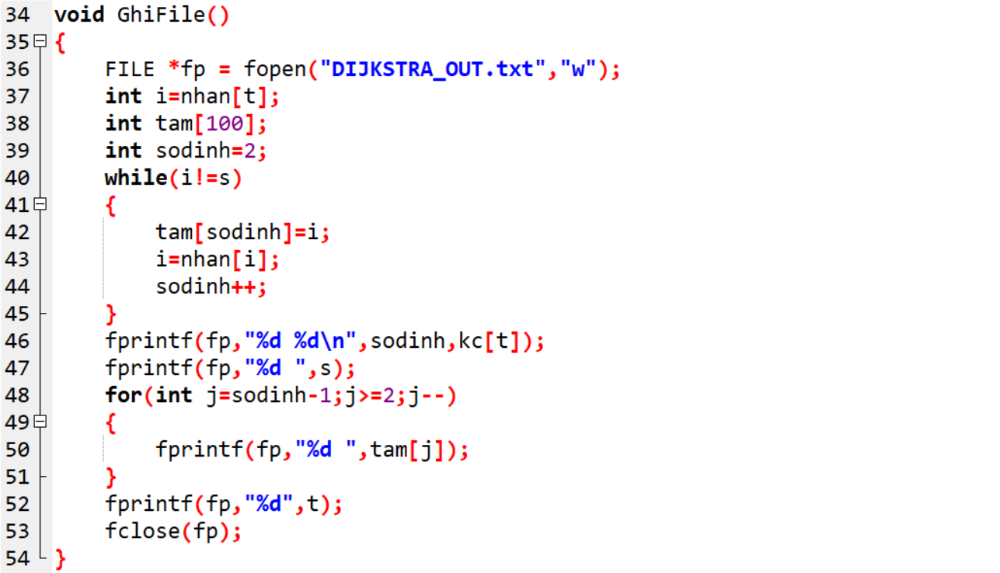 34 void GhiFile()
35 {
36     FILE *fp = fopen("DIJKSTRA_OUT.txt","w");
37     int i=nhan[t];
38     int tam[100];
39     int sodinh=2;
40     while(i!=s)
41     {
42         tam[sodinh]=i;
43         i=nhan[i];
44         sodinh++;
45     }
46     fprintf(fp,"%d %d\n",sodinh,kc[t]);
47     fprintf(fp,"%d ",s);
48     for(int j=sodinh-1;j>=2;j--)
49     {
50         fprintf(fp,"%d ",tam[j]);
51     }
52     fprintf(fp,"%d",t);
53     fclose(fp);
54 }